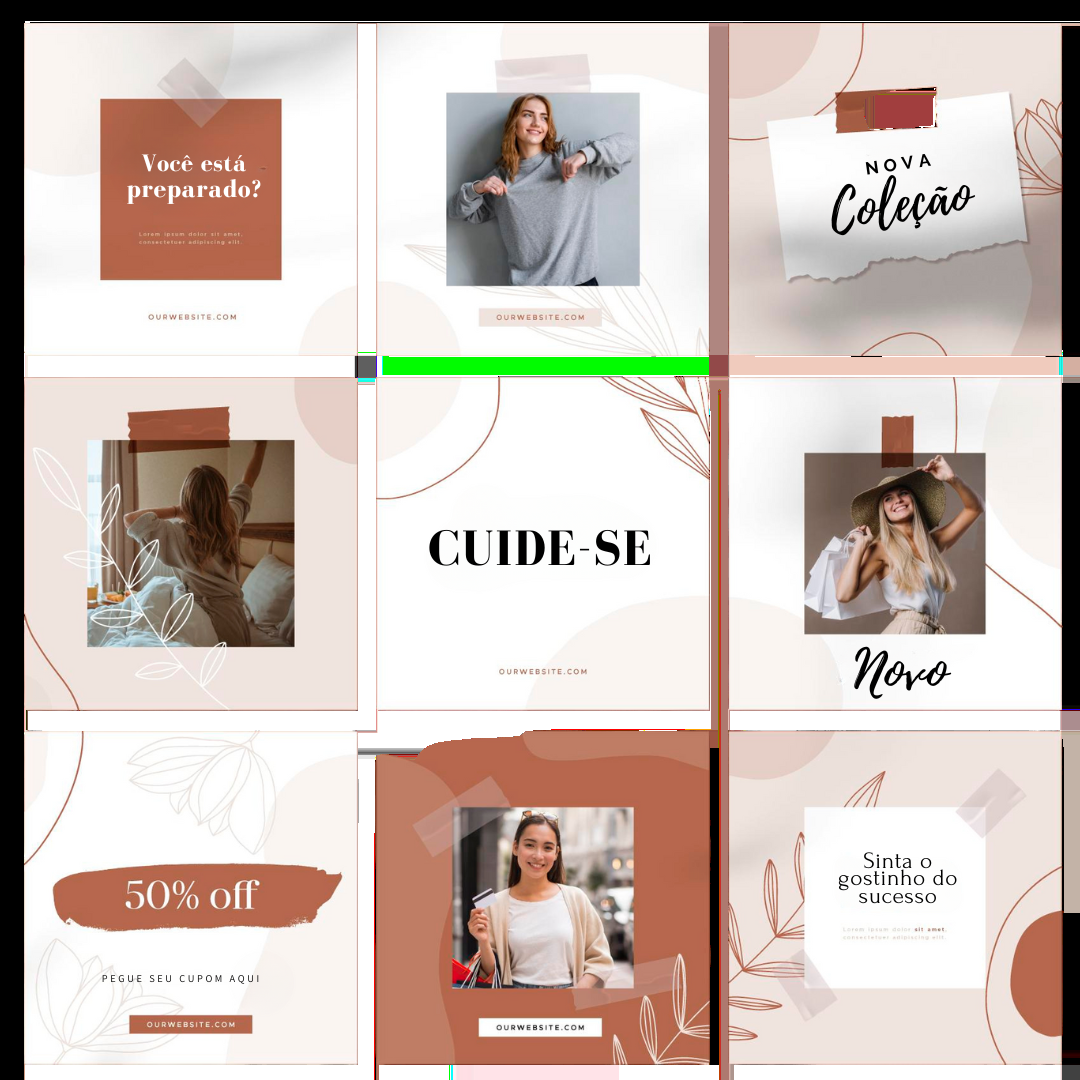 Você está
preparado?
Lorem ipsum dolor sit amet,
consectetuer adipiscing elit.
OURWEBSITE.COM
OURWEBSITE.COM
NOVA
Coleção
CUIDE-SE
OURWEBSITE.COM
Novo
50% off
PEGUE SEU CUPOM AQUI
OURWEBSITE.COM
OURWEBSITE.COM
Sinta o
gostinho do
sucesso
Lorem ipsum dolor sit amet,
consectetuer adipiscing elit.